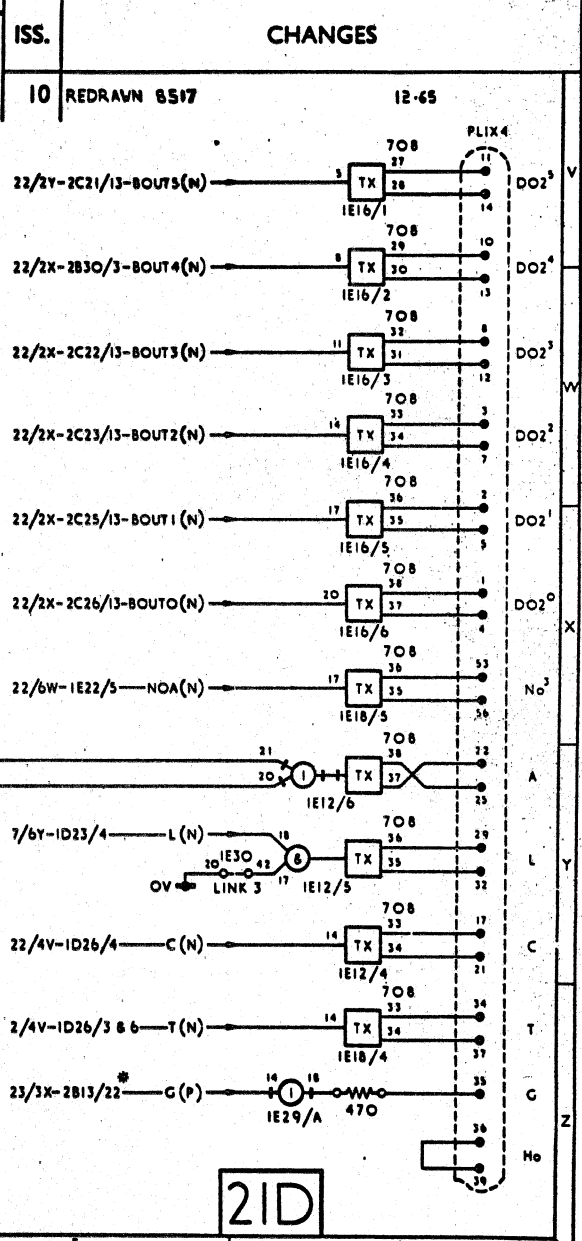 ISS. CHANGES
10 REDRAWN 8517 12·65
PLIX4
708
22/2Y-2C21/13-BOUT5(N) 5 TX 27 28 11 14 DO2⁵ V
1E16/1
708
22/2X-2B30/3-BOUT4(N) 8 TX 29 30 10 13 DO2⁴
1E16/2
708
22/2X-2C22/13-BOUT3(N) 11 TX 32 31 8 12 DO2³
1E16/3 W
708
22/2X-2C23/13-BOUT2(N) 14 TX 33 34 3 7 DO2²
1E16/4
708
22/2X-2C25/13-BOUT1(N) 17 TX 36 35 2 5 DO2¹
1E16/5
708
22/2X-2C26/13-BOUT0(N) 20 TX 38 37 1 4 DO2⁰
1E16/6 X
708
22/6W-1E22/5—NOA(N) 17 TX 36 35 53 56 No³
1E18/5
708
21 20 1 TX 38 37 22 25 A
1E12/6
708
7/6Y-1D23/4—L(N) 18 & TX 36 35 29 32 L Y
0V 20 1E30 42 17 1E12/5
LINK 3
708
22/4V-1D26/4—C(N) 14 TX 33 34 17 21 C
1E12/4
708
2/4V-1D26/3 & 6—T(N) 14 TX 33 34 34 37 T
1E18/4
23/3X-2B13/22*—G(P) 14 1 18 470 35 G
1E29/A Z
36
39 Ho
21D